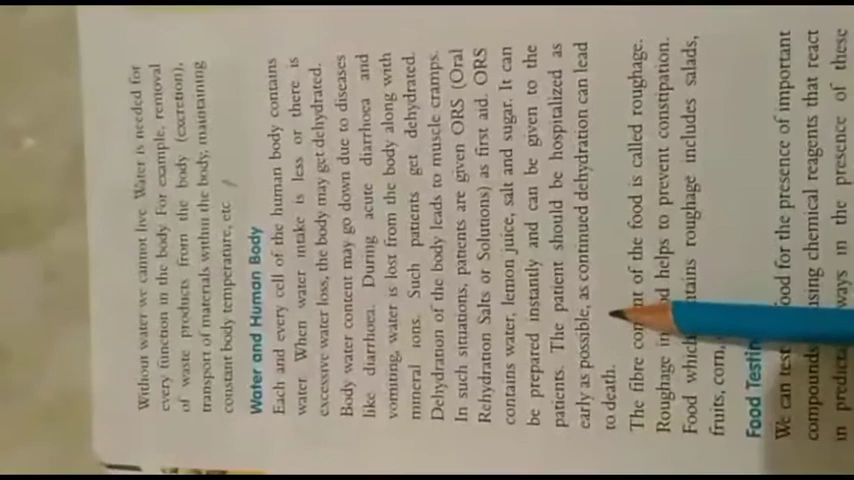 Without water we cannot live. Water is needed for
every function in the body. For example, removal
of waste products from the body (excretion),
transport of materials within the body, maintaining
constant body temperature, etc
Water and Human Body
Each and every cell of the human body contains
water When water intake is less or there is
excessive water loss, the body may get dehydrated.
Body water content may go down due to diseases
like diarrhoea. During acute diarrhoea and
vomiting, water is lost from the body along with
mineral ions. Such patients get dehydrated.
Dehydration of the body leads to muscle cramps.
In such situations, patients are given ORS (Oral
Rehydration Salts or Solutions) as first aid. ORS
contains water, lemon juice, salt and sugar. It can
be prepared instantly and can be given to the
patients. The patient should be hospitalized as
early as possible, as continued dehydration can lead
to death.
The fibre of the food is called roughage.
Roughage helps to prevent constipation.
Food roughage includes salads,
fruits, corn,
Food
We can test for the presence of important
compounds using chemical reagents that react
in ways in the presence of these